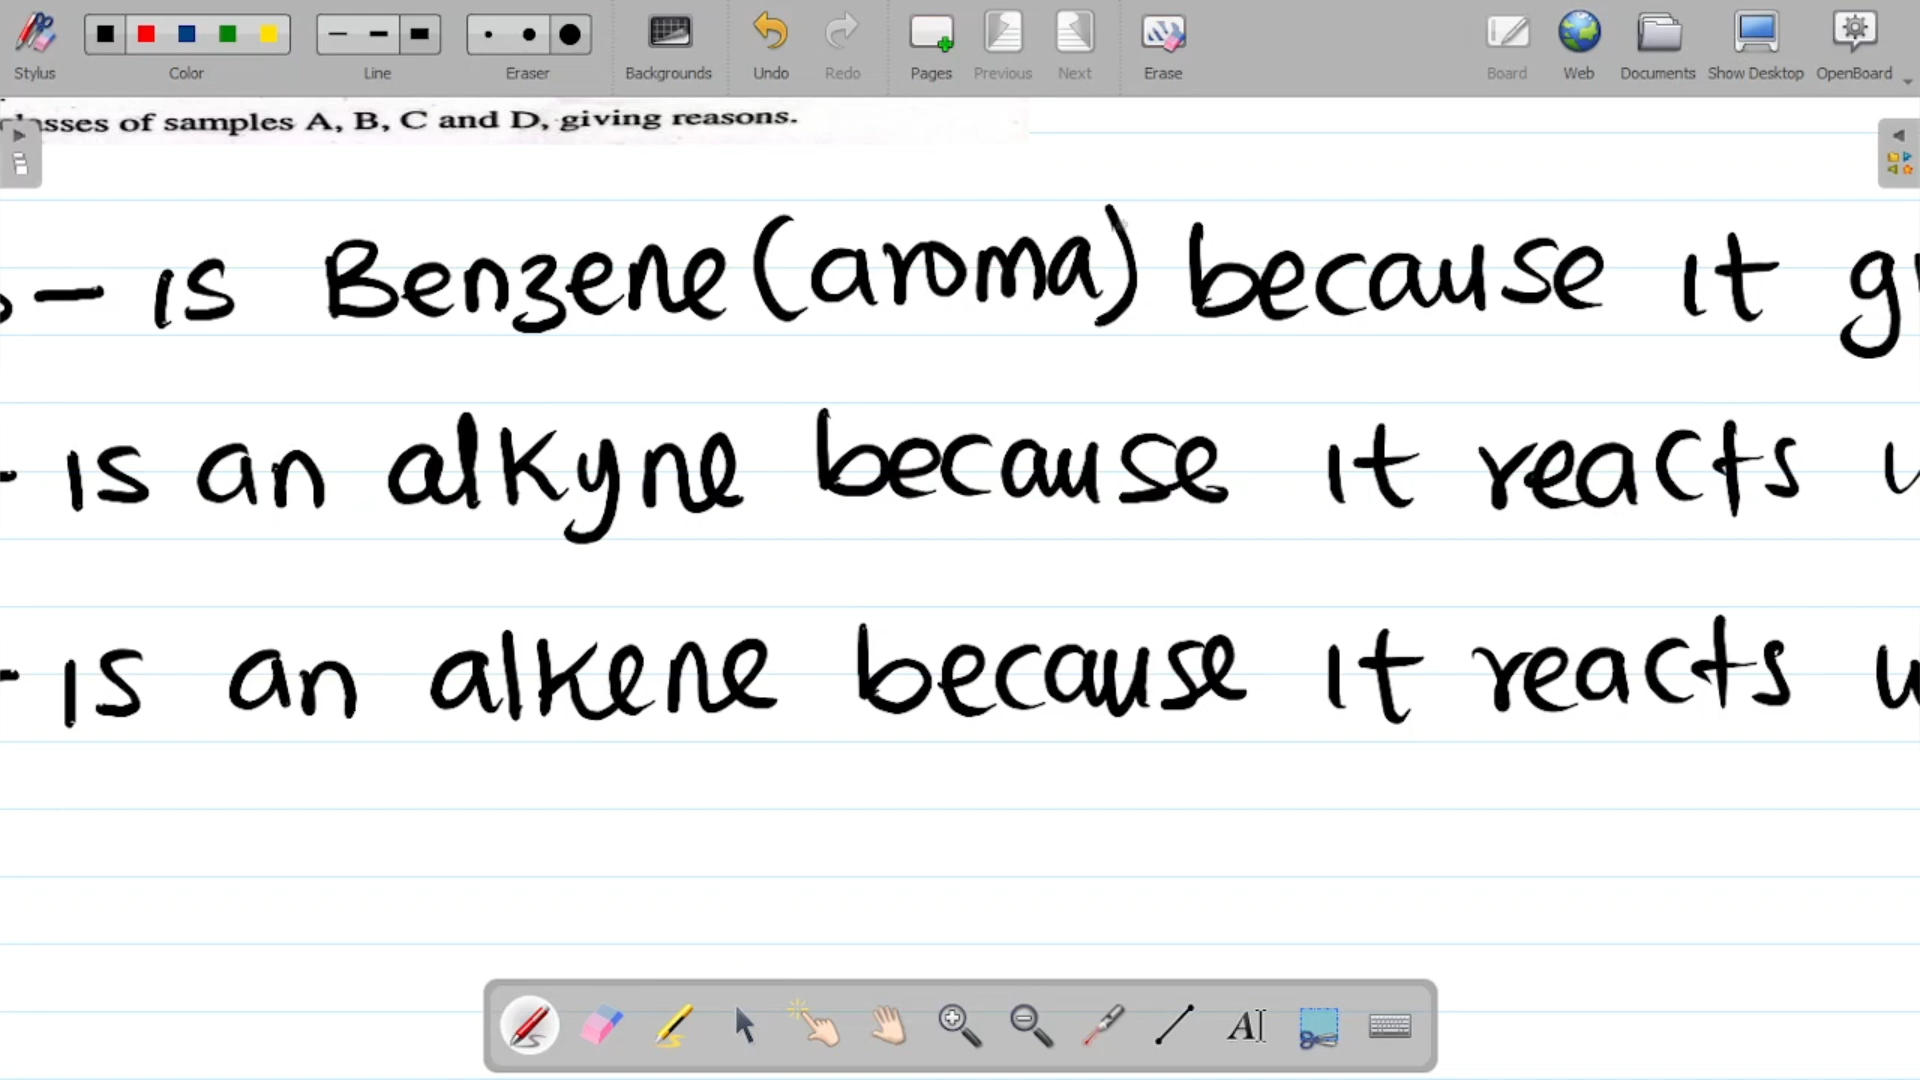 Stylus Color Line Eraser Backgrounds Undo Redo Pages Previous Next Erase Board Web Documents Show Desktop OpenBoard
classes of samples A, B, C and D, giving reasons.
- is Benzene (aroma) because it
- is an alkyne because it reacts
- is an alkene because it reacts